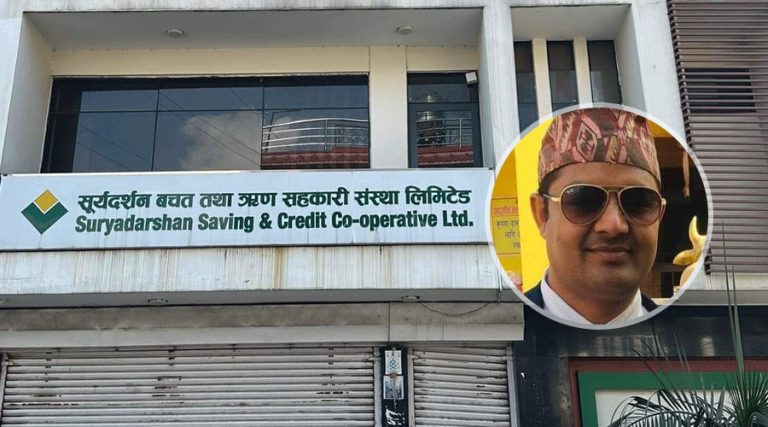 सूर्यदर्शन बचत तथा ऋण सहकारी संस्था लिमिटेड
Suryadarshan Saving & Credit Co-operative Ltd.